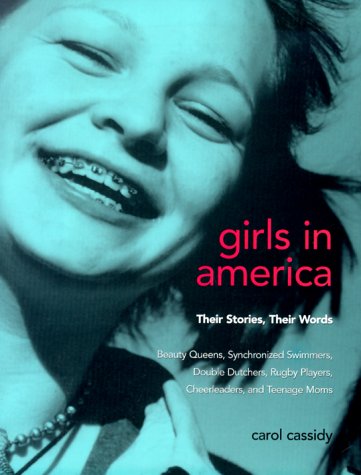 girls in
america
Their Stories, Their Words
Beauty Queens, Synchronized Swimmers,
Double Dutchers, Rugby Players,
Cheerleaders, and Teenage Moms
carol cassidy